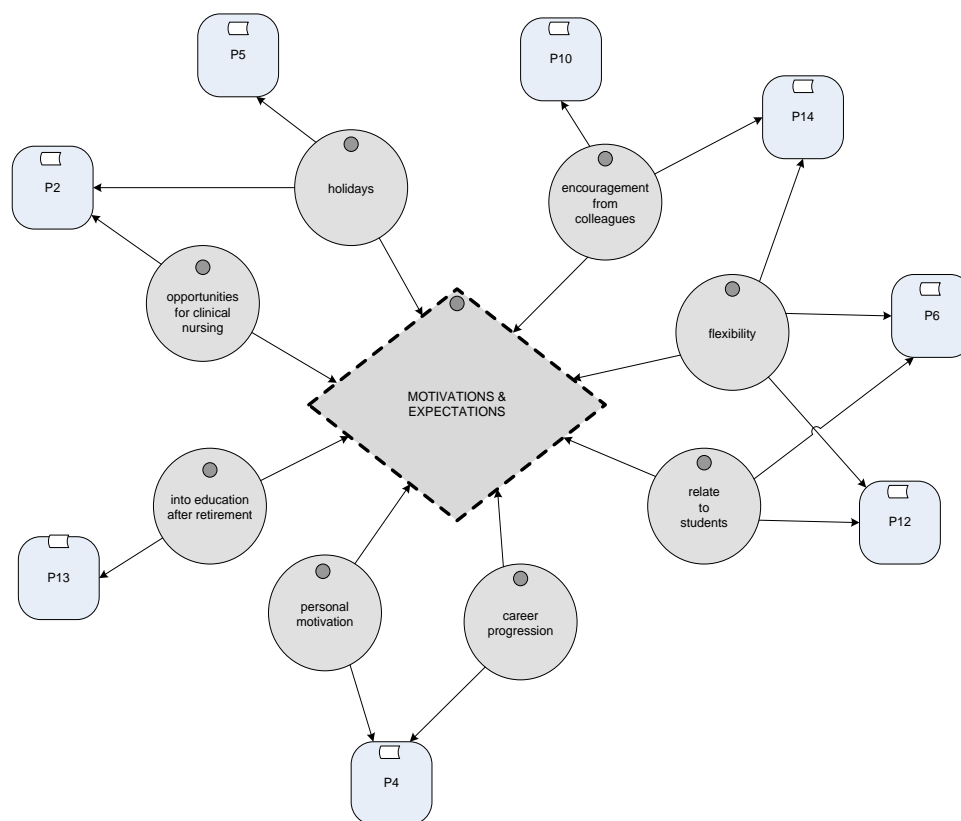 P5
P10
P14
P2
holidays
encouragement
from
colleagues
opportunities
for clinical
nursing
flexibility
P6
MOTIVATIONS &
EXPECTATIONS
into education
after retirement
relate
to
students
P12
P13
personal
motivation
career
progression
P4